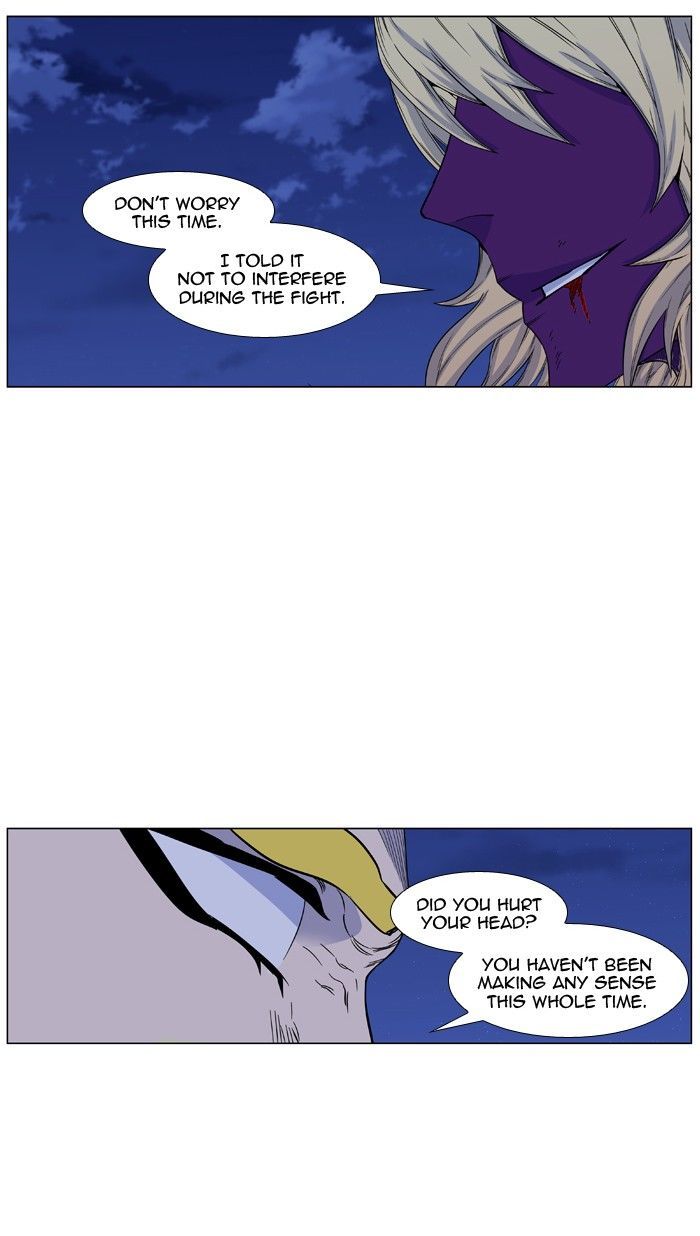 DON'T WORRY
THIS TIME.
I TOLD IT
NOT TO INTERFERE
DURING THE FIGHT.
DID YOU HURT
YOUR HEAD?
YOU HAVEN'T BEEN
MAKING ANY SENSE
THIS WHOLE TIME.